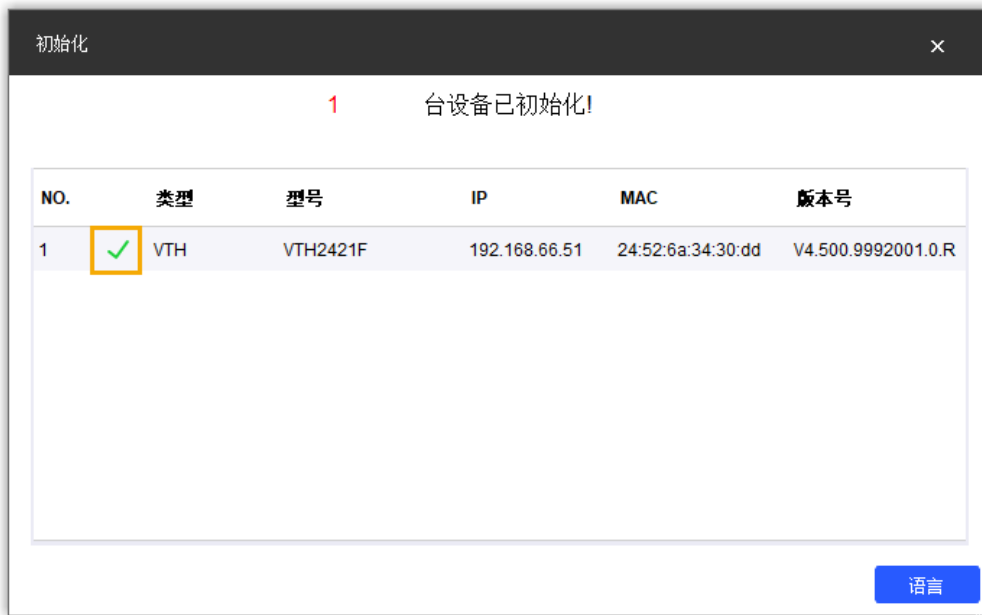 初始化
1 台设备已初始化!
NO. 类型 型号 IP MAC 版本号
1 VTH VTH2421F 192.168.66.51 24:52:6a:34:30:dd V4.500.9992001.0.R
语言